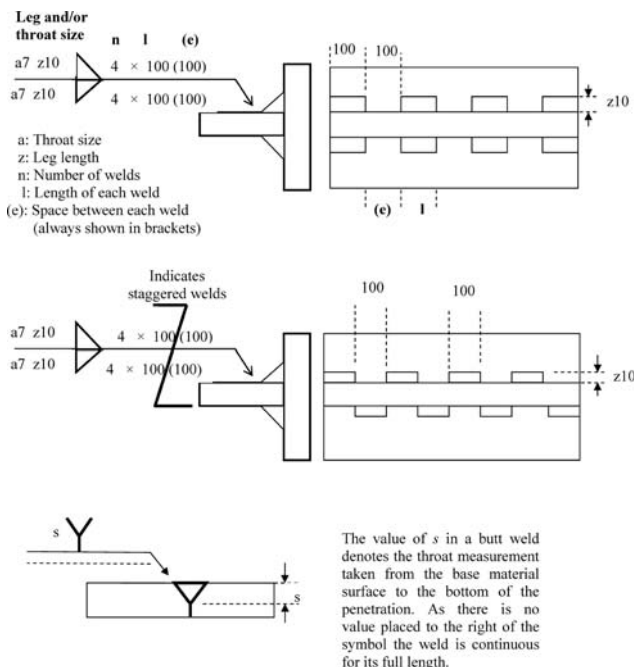 Leg and/or
throat size
n l (e)
a7 z10 4 × 100 (100)
a7 z10 4 × 100 (100)
a: Throat size
z: Leg length
n: Number of welds
l: Length of each weld
(e): Space between each weld
(always shown in brackets)
100 100
z10
(e) l
Indicates
staggered welds
a7 z10 4 × 100 (100)
a7 z10 4 × 100 (100)
100 100
z10
s
s
The value of s in a butt weld
denotes the throat measurement
taken from the base material
surface to the bottom of the
penetration. As there is no
value placed to the right of the
symbol the weld is continuous
for its full length.